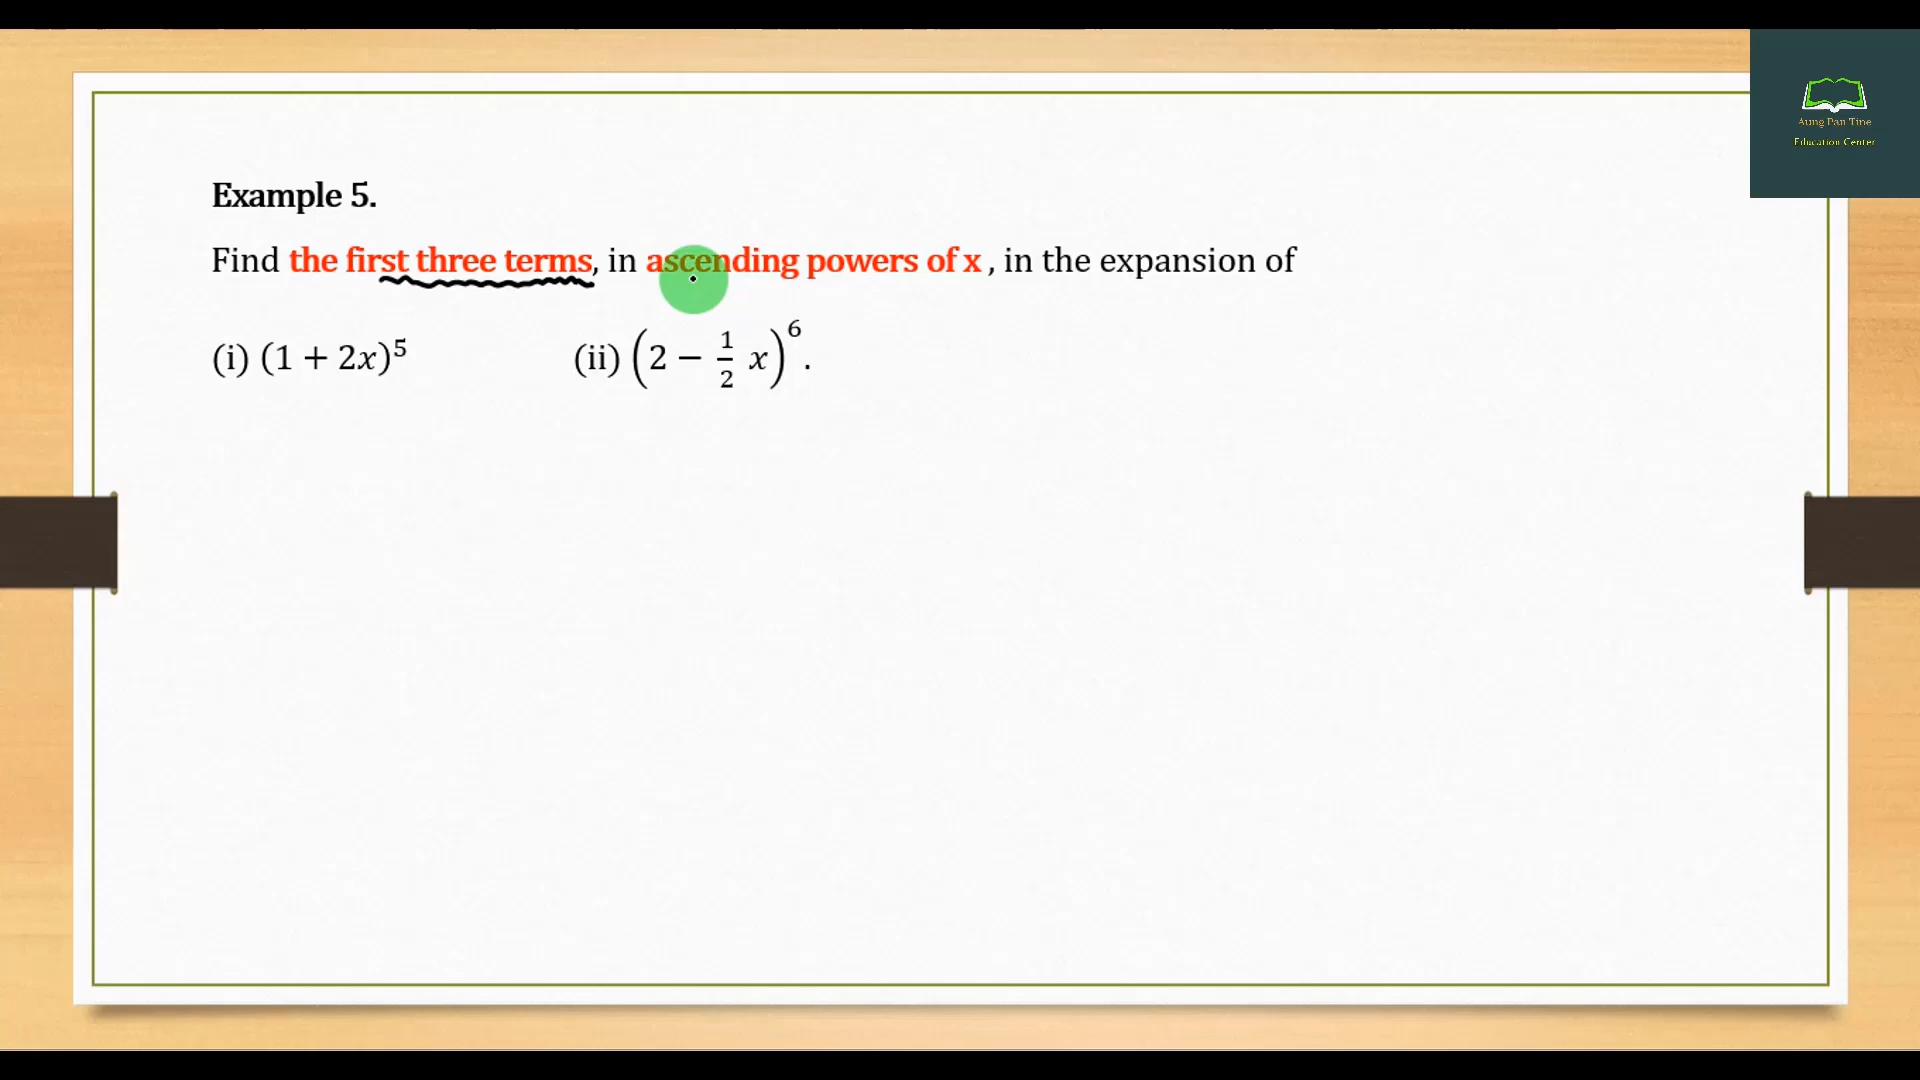 Aung Pan Tine
Education Center
Example 5.
Find the first three terms, in ascending powers of x , in the expansion of
(i) (1 + 2x)⁵ (ii) (2 − 1/2 x)⁶.